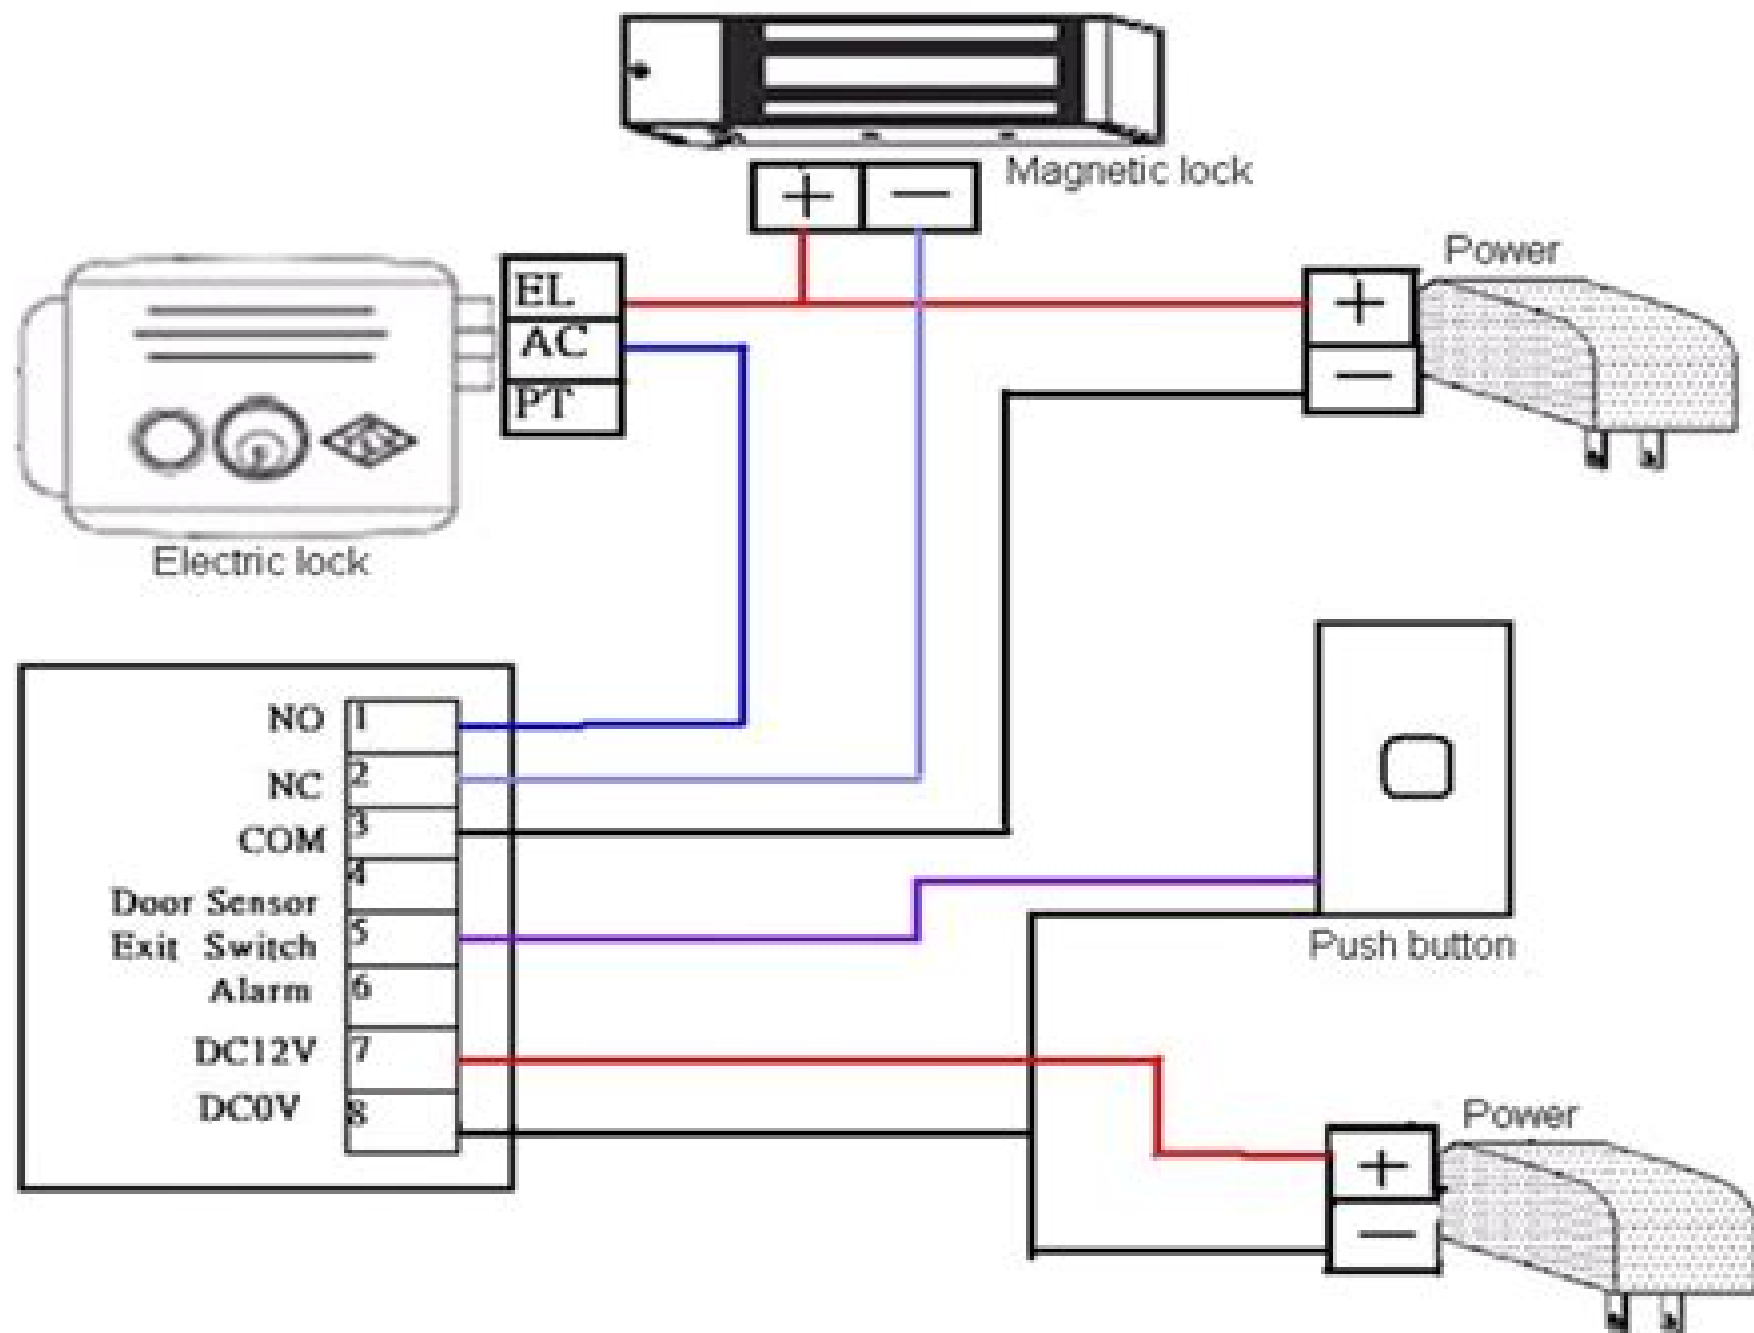 Magnetic lock
+ −
Power
+
−
EL
AC
PT
Electric lock
NO 1
NC 2
COM 3
4
Door Sensor
Exit Switch 5
Alarm 6
DC12V 7
DC0V 8
Push button
Power
+
−